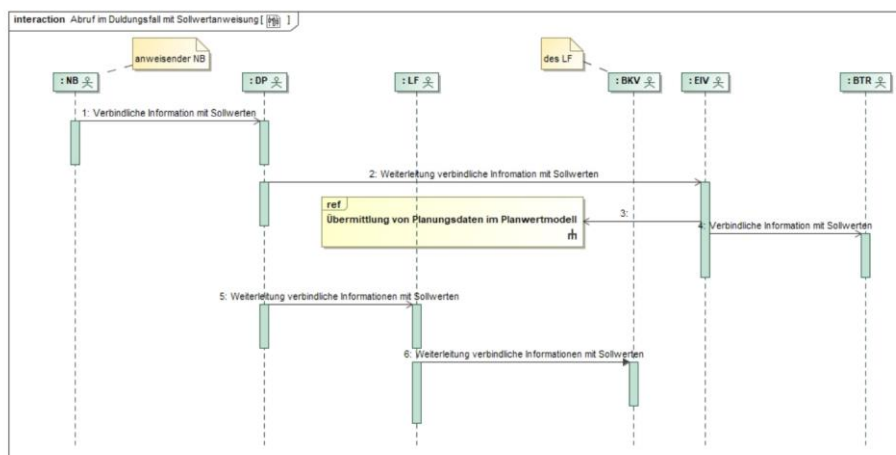 interaction Abruf im Duldungsfall mit Sollwertanweisung[ ]
anweisender NB
des LF
: NB
: DP
: LF
: BKV
: EIV
: BTR
1: Verbindliche Information mit Sollwerten
2: Weiterleitung verbindliche Infromation mit Sollwerten
ref
Übermittlung von Planungsdaten im Planwertmodell
3:
4: Verbindliche Information mit Sollwerten
5: Weiterleitung verbindliche Informationen mit Sollwerten
6: Weiterleitung verbindliche Informationen mit Sollwerten